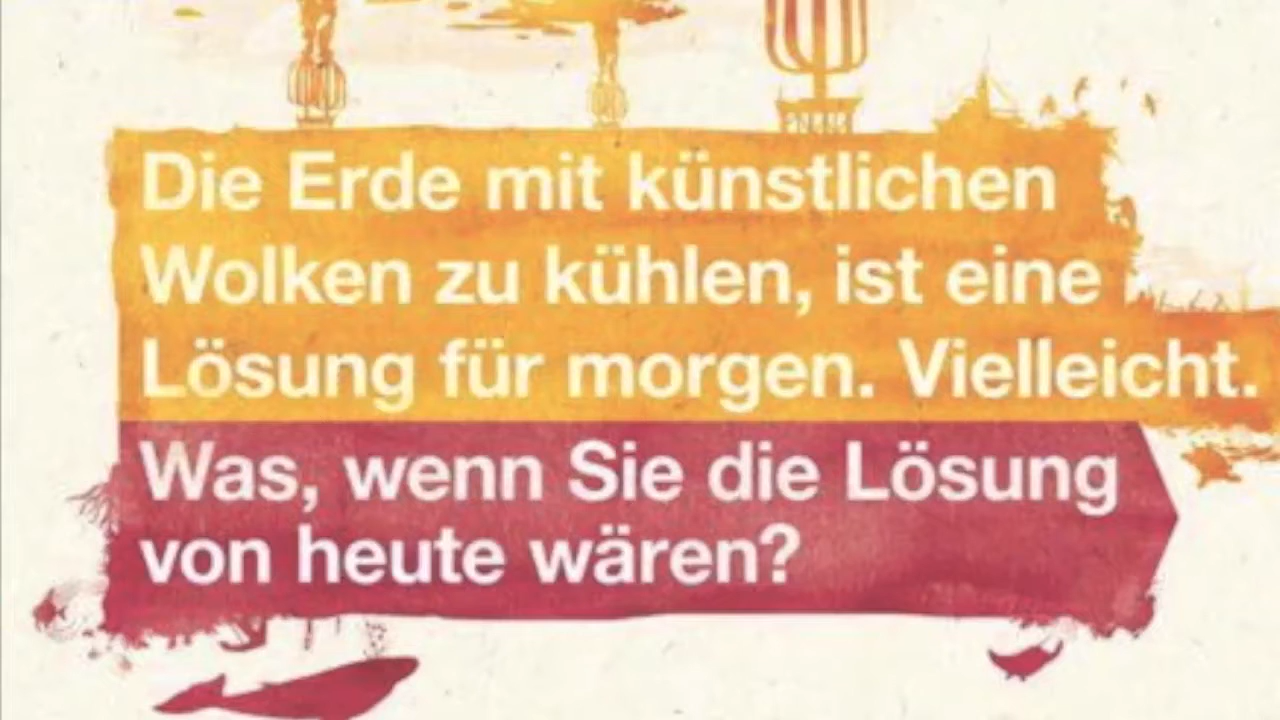 Die Erde mit künstlichen
Wolken zu kühlen, ist eine
Lösung für morgen. Vielleicht.
Was, wenn Sie die Lösung
von heute wären?